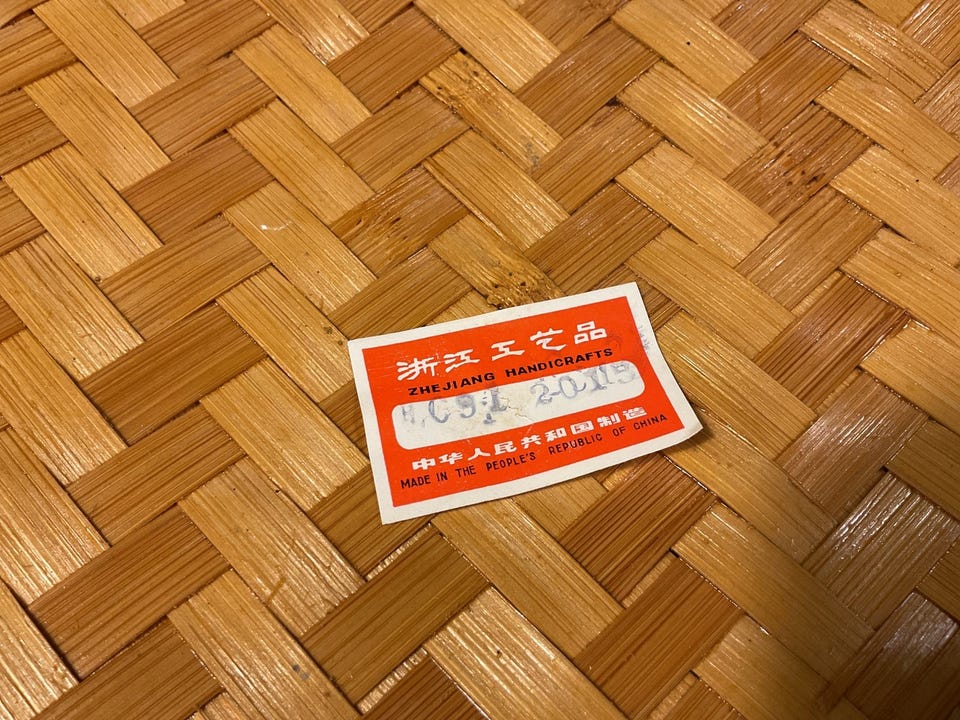 浙江工艺品
ZHEJIANG HANDICRAFTS
中华人民共和国制造
MADE IN THE PEOPLE'S REPUBLIC OF CHINA